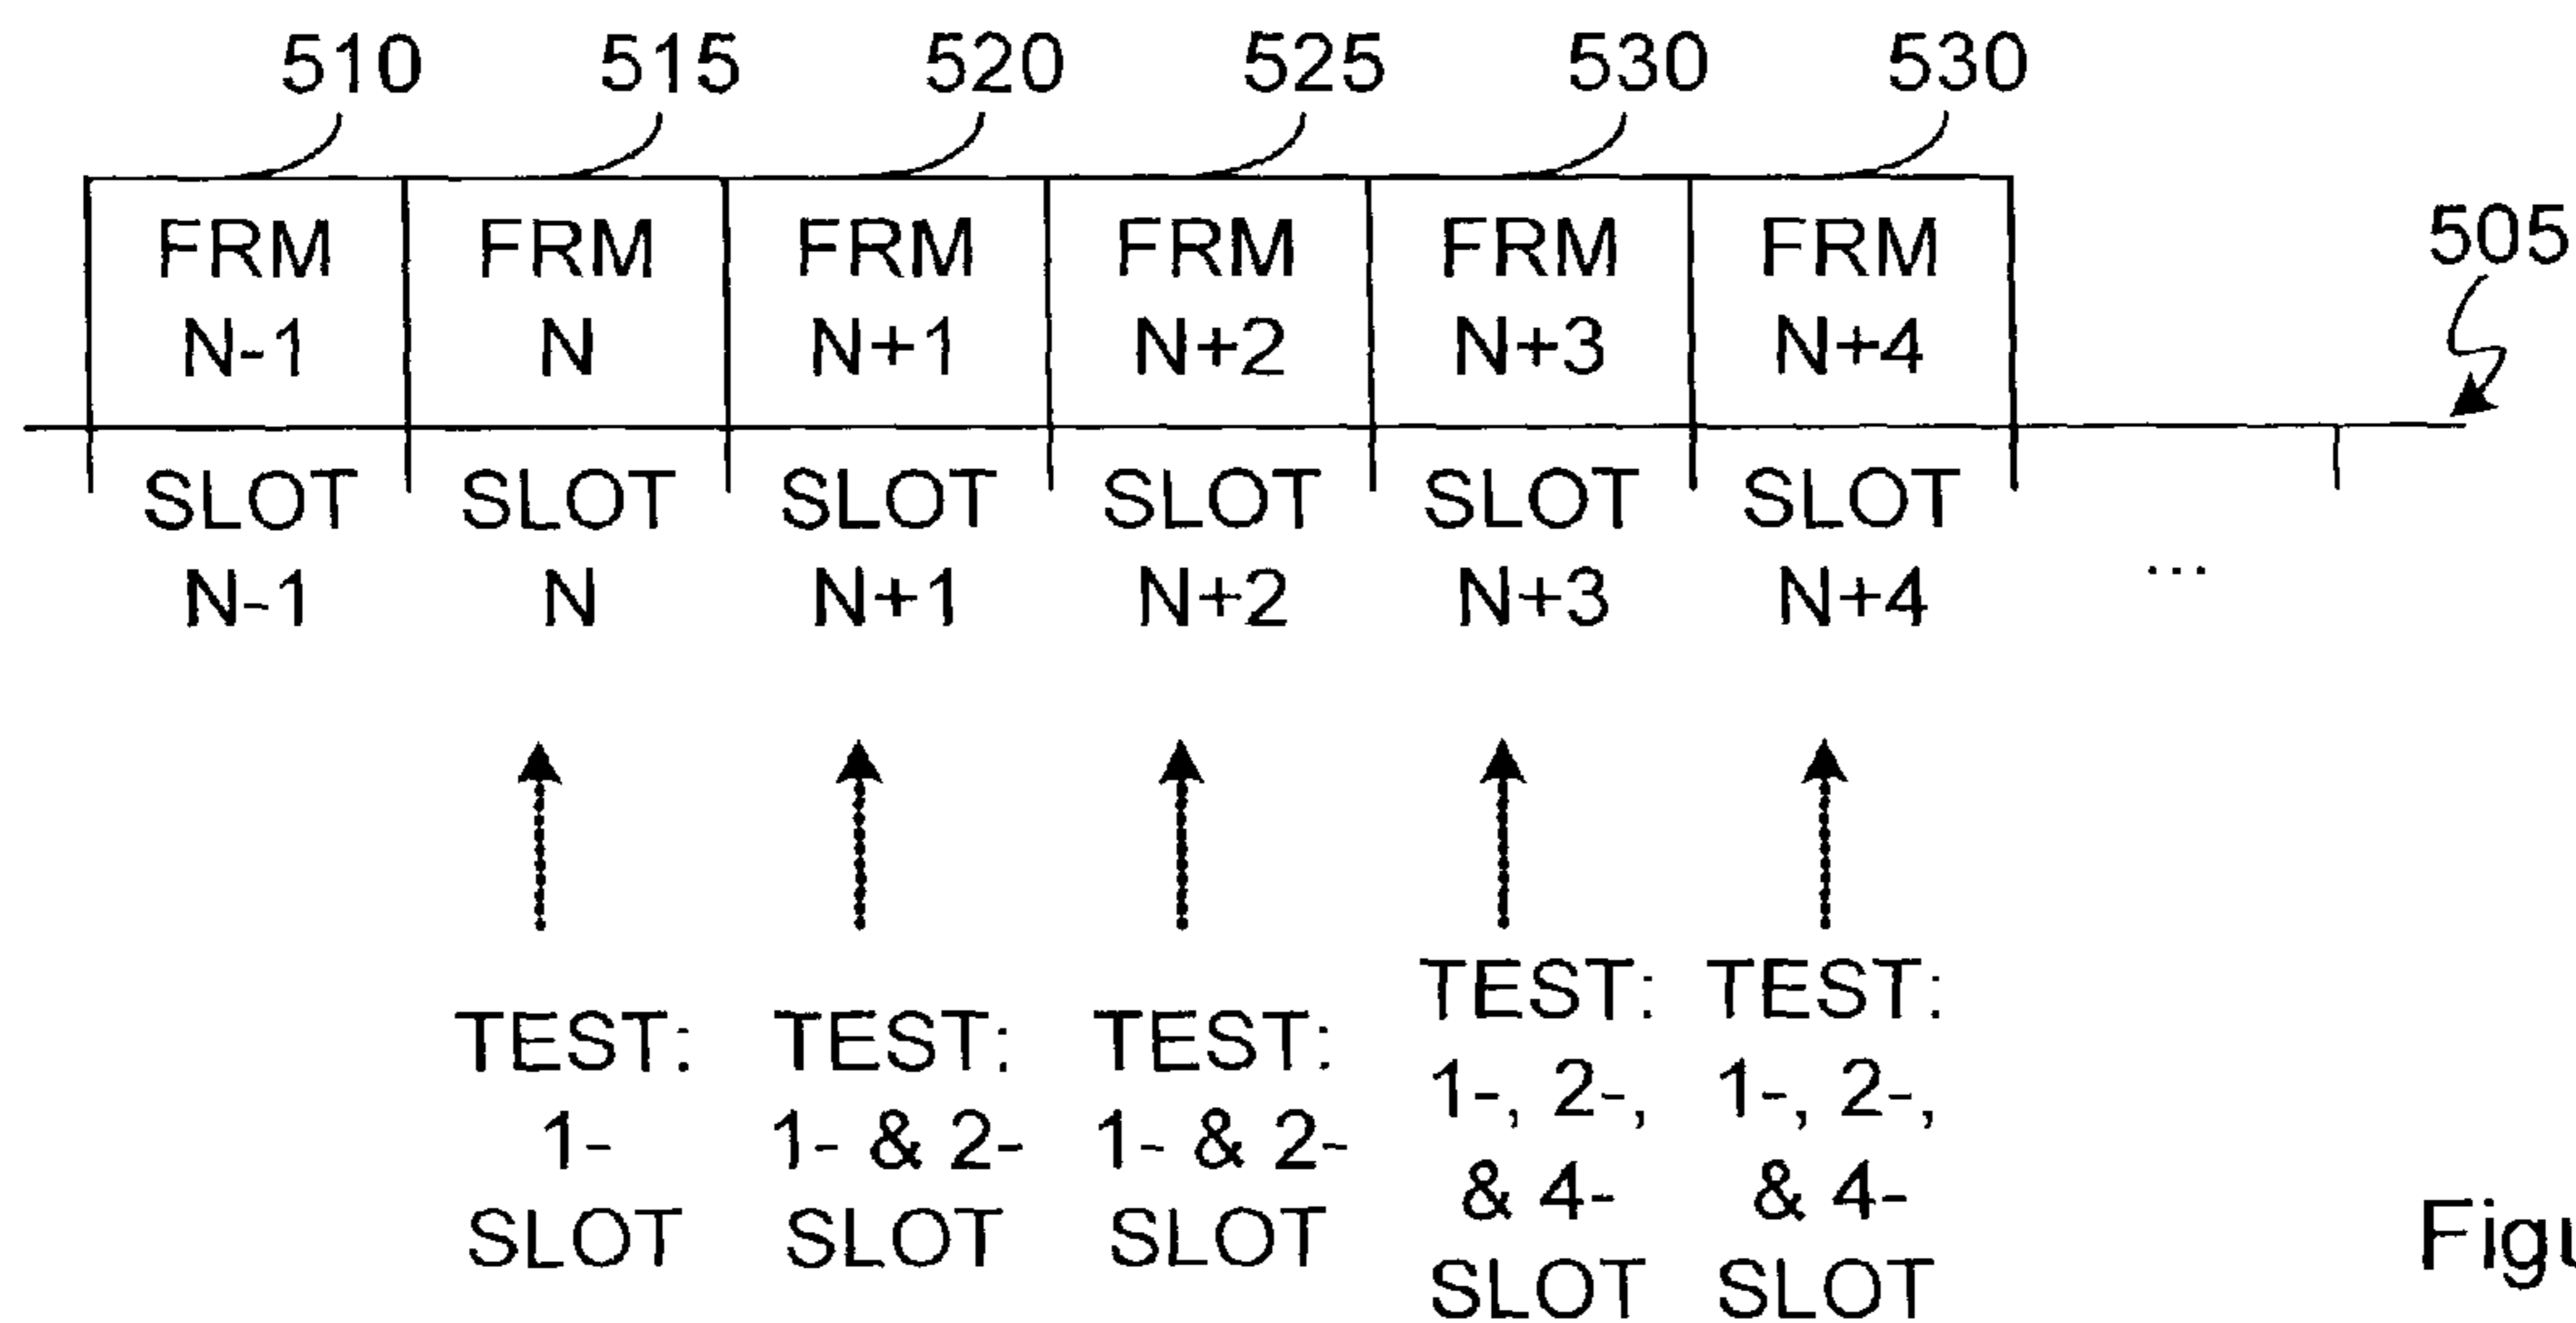 510 515 520 525 530 530
505
FRM FRM FRM FRM FRM FRM
N-1 N N+1 N+2 N+3 N+4
SLOT SLOT SLOT SLOT SLOT SLOT
N-1 N N+1 N+2 N+3 N+4 ...
TEST:
1-
SLOT
TEST:
1- & 2-
SLOT
TEST:
1- & 2-
SLOT
TEST:
1-, 2-,
& 4-
SLOT
TEST:
1-, 2-,
& 4-
SLOT